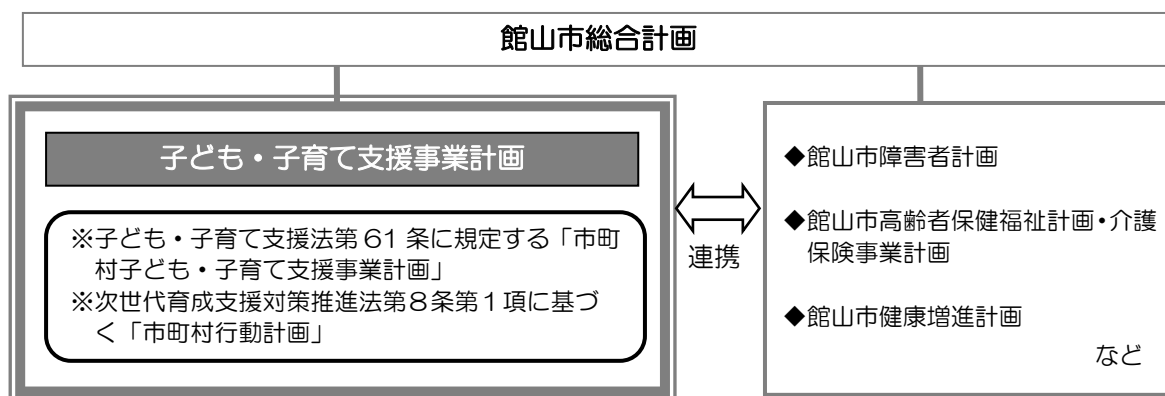 館山市総合計画
子ども・子育て支援事業計画
※子ども・子育て支援法第 61 条に規定する「市町
村子ども・子育て支援事業計画」
※次世代育成支援対策推進法第8条第1項に基づ
く「市町村行動計画」
連携
◆館山市障害者計画
◆館山市高齢者保健福祉計画・介護
保険事業計画
◆館山市健康増進計画
など